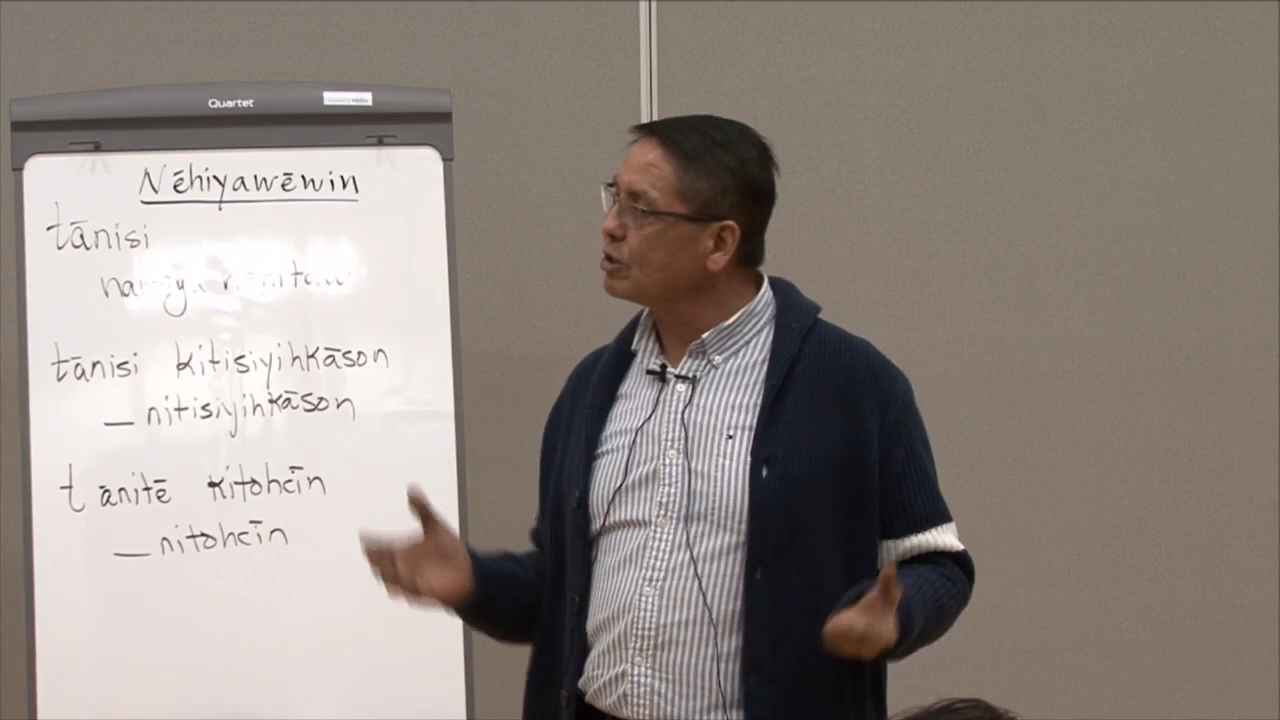 Quartet
Nēhiyawēwin
tānisi
tānisi kitisiyihkāson
_ nitisiyihkāson
tānitē kitohcīn
_ nitohcīn